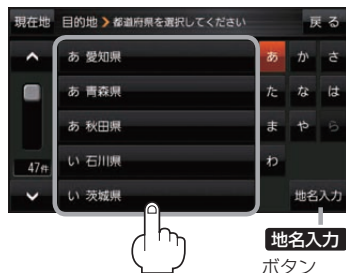 現在地 目的地 > 都道府県を選択してください 戻る
あ 愛知県 あ か さ
あ 青森県 た な は
あ 秋田県 ま や ら
い 石川県 わ
47件
い 茨城県 地名入力
地名入力
ボタン